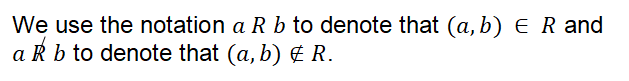 We use the notation a R b to denote that (a, b) ∈ R and
a R̸ b to denote that (a, b) ∉ R.